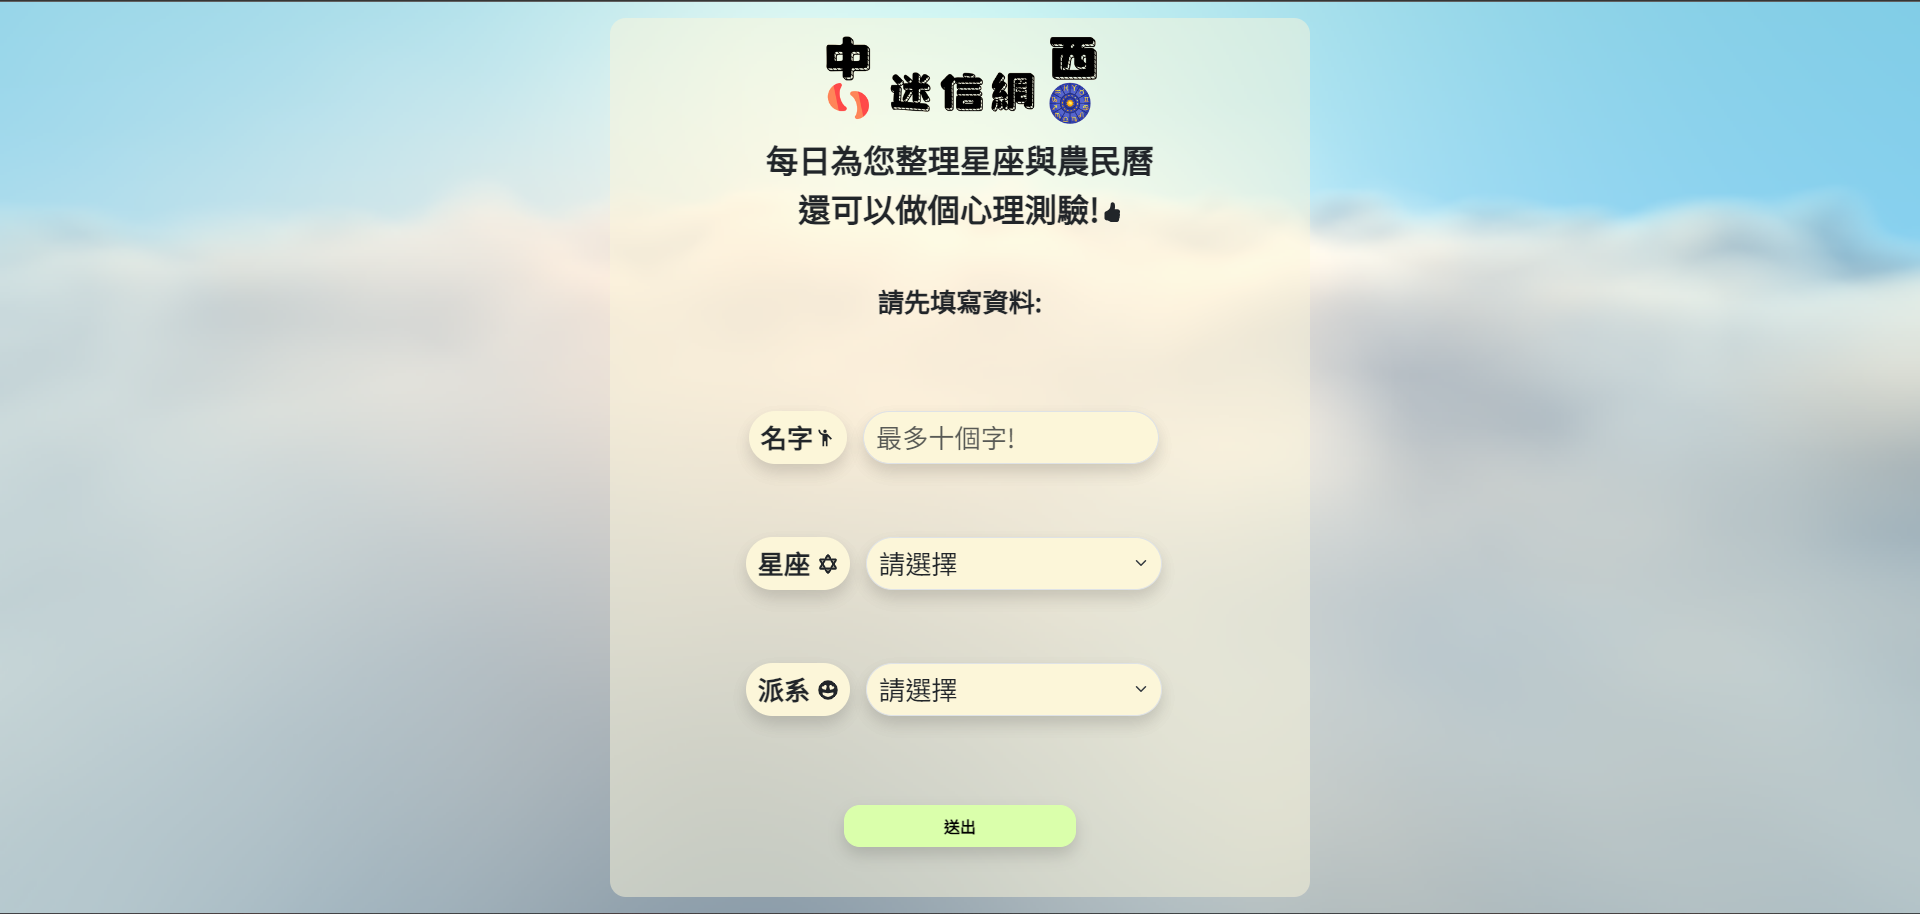 中 迷信網 西
每日為您整理星座與農民曆
還可以做個心理測驗!
請先填寫資料:
名字 最多十個字!
星座 請選擇
派系 請選擇
送出